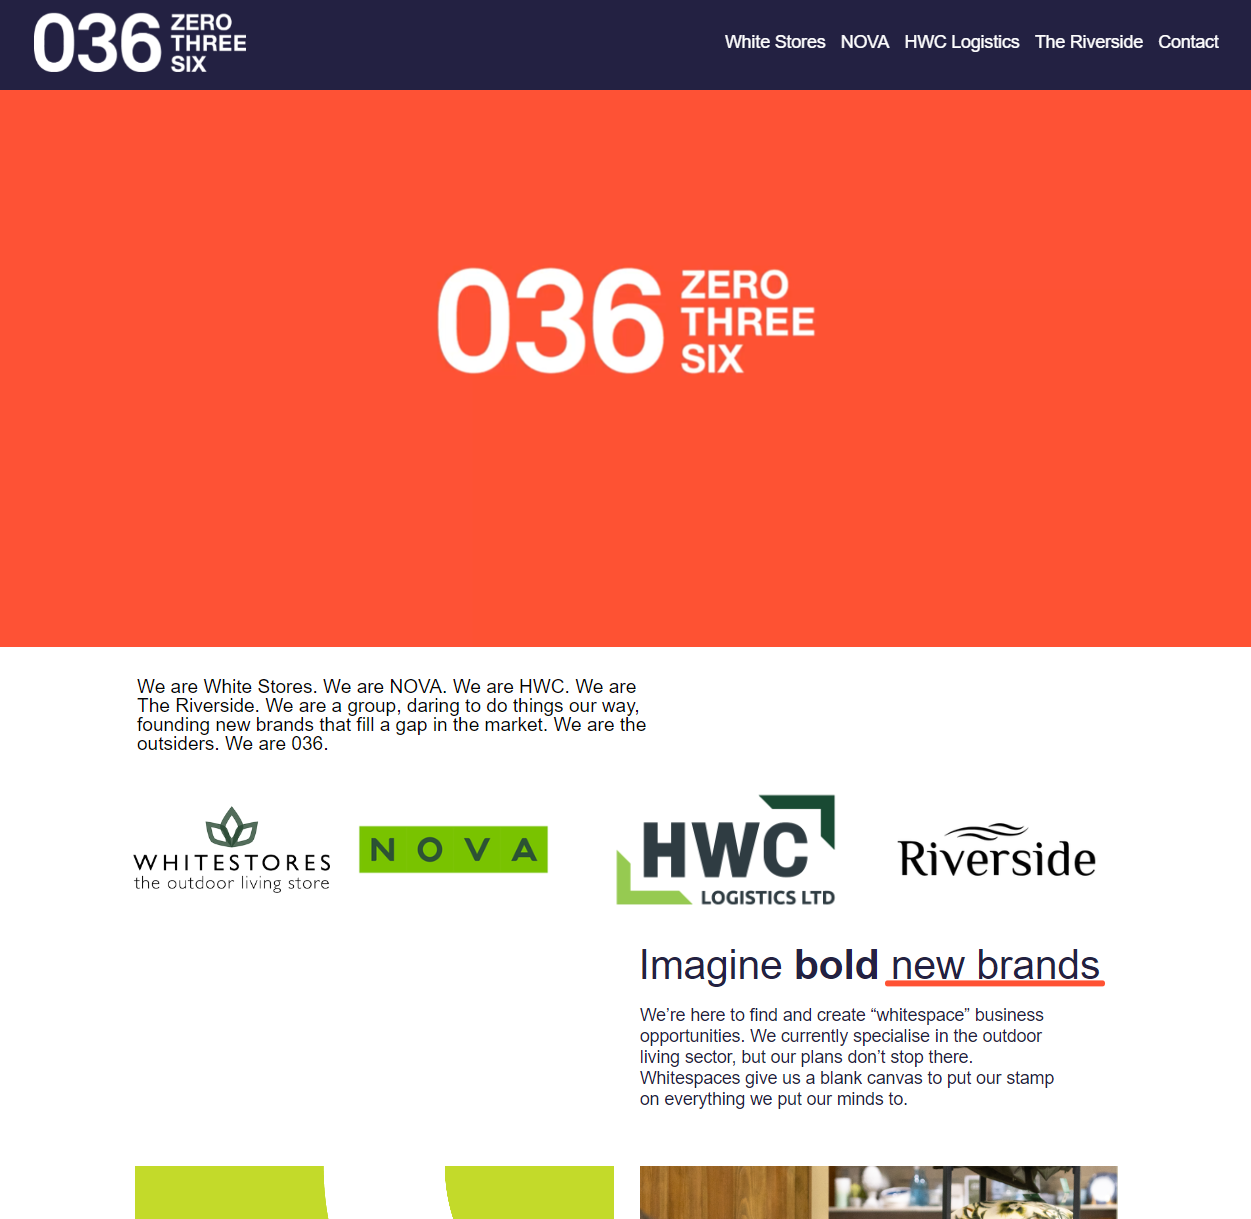 036 ZERO
THREE
SIX
White Stores NOVA HWC Logistics The Riverside Contact
036 ZERO
THREE
SIX
We are White Stores. We are NOVA. We are HWC. We are
The Riverside. We are a group, daring to do things our way,
founding new brands that fill a gap in the market. We are the
outsiders. We are 036.
WHITESTORES
the outdoor living store
NOVA
HWC
LOGISTICS LTD
Riverside
Imagine bold new brands
We’re here to find and create “whitespace” business
opportunities. We currently specialise in the outdoor
living sector, but our plans don’t stop there.
Whitespaces give us a blank canvas to put our stamp
on everything we put our minds to.